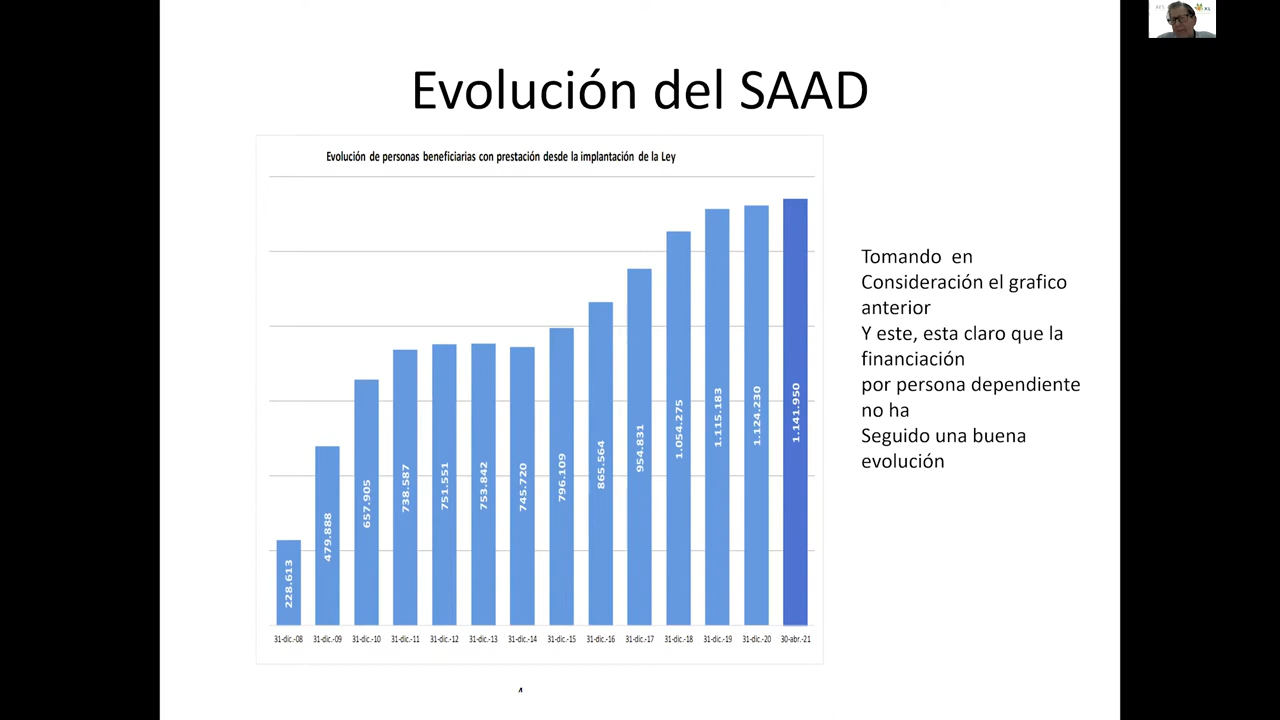 Evolución del SAAD
Evolución de personas beneficiarias con prestación desde la implantación de la Ley
228.613
479.888
657.905
738.587
751.551
753.842
745.720
796.109
865.564
954.831
1.054.275
1.115.183
1.124.230
1.141.950
31-dic.-08 31-dic.-09 31-dic.-10 31-dic.-11 31-dic.-12 31-dic.-13 31-dic.-14 31-dic.-15 31-dic.-16 31-dic.-17 31-dic.-18 31-dic.-19 31-dic.-20 30-abr.-21
Tomando en
Consideración el grafico
anterior
Y este, esta claro que la
financiación
por persona dependiente
no ha
Seguido una buena
evolución